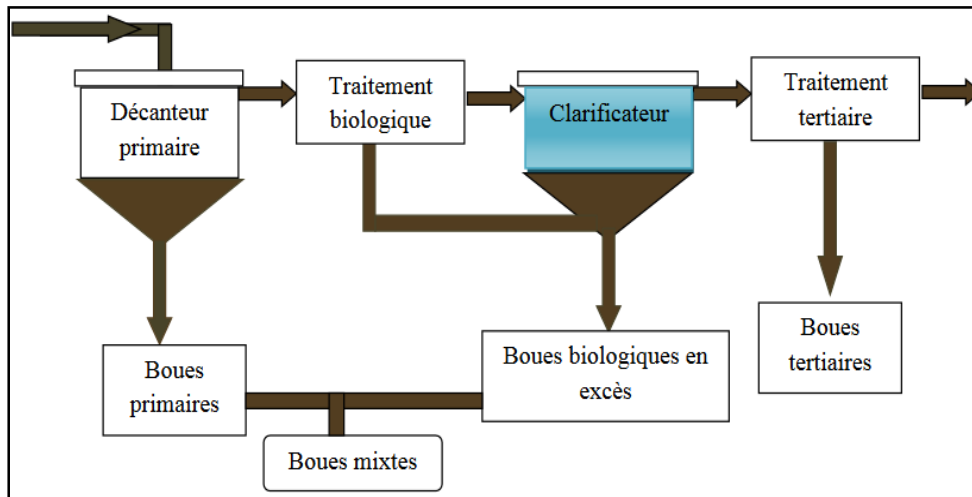 Décanteur
primaire
Traitement
biologique
Clarificateur
Traitement
tertiaire
Boues
primaires
Boues biologiques en
excès
Boues
tertiaires
Boues mixtes